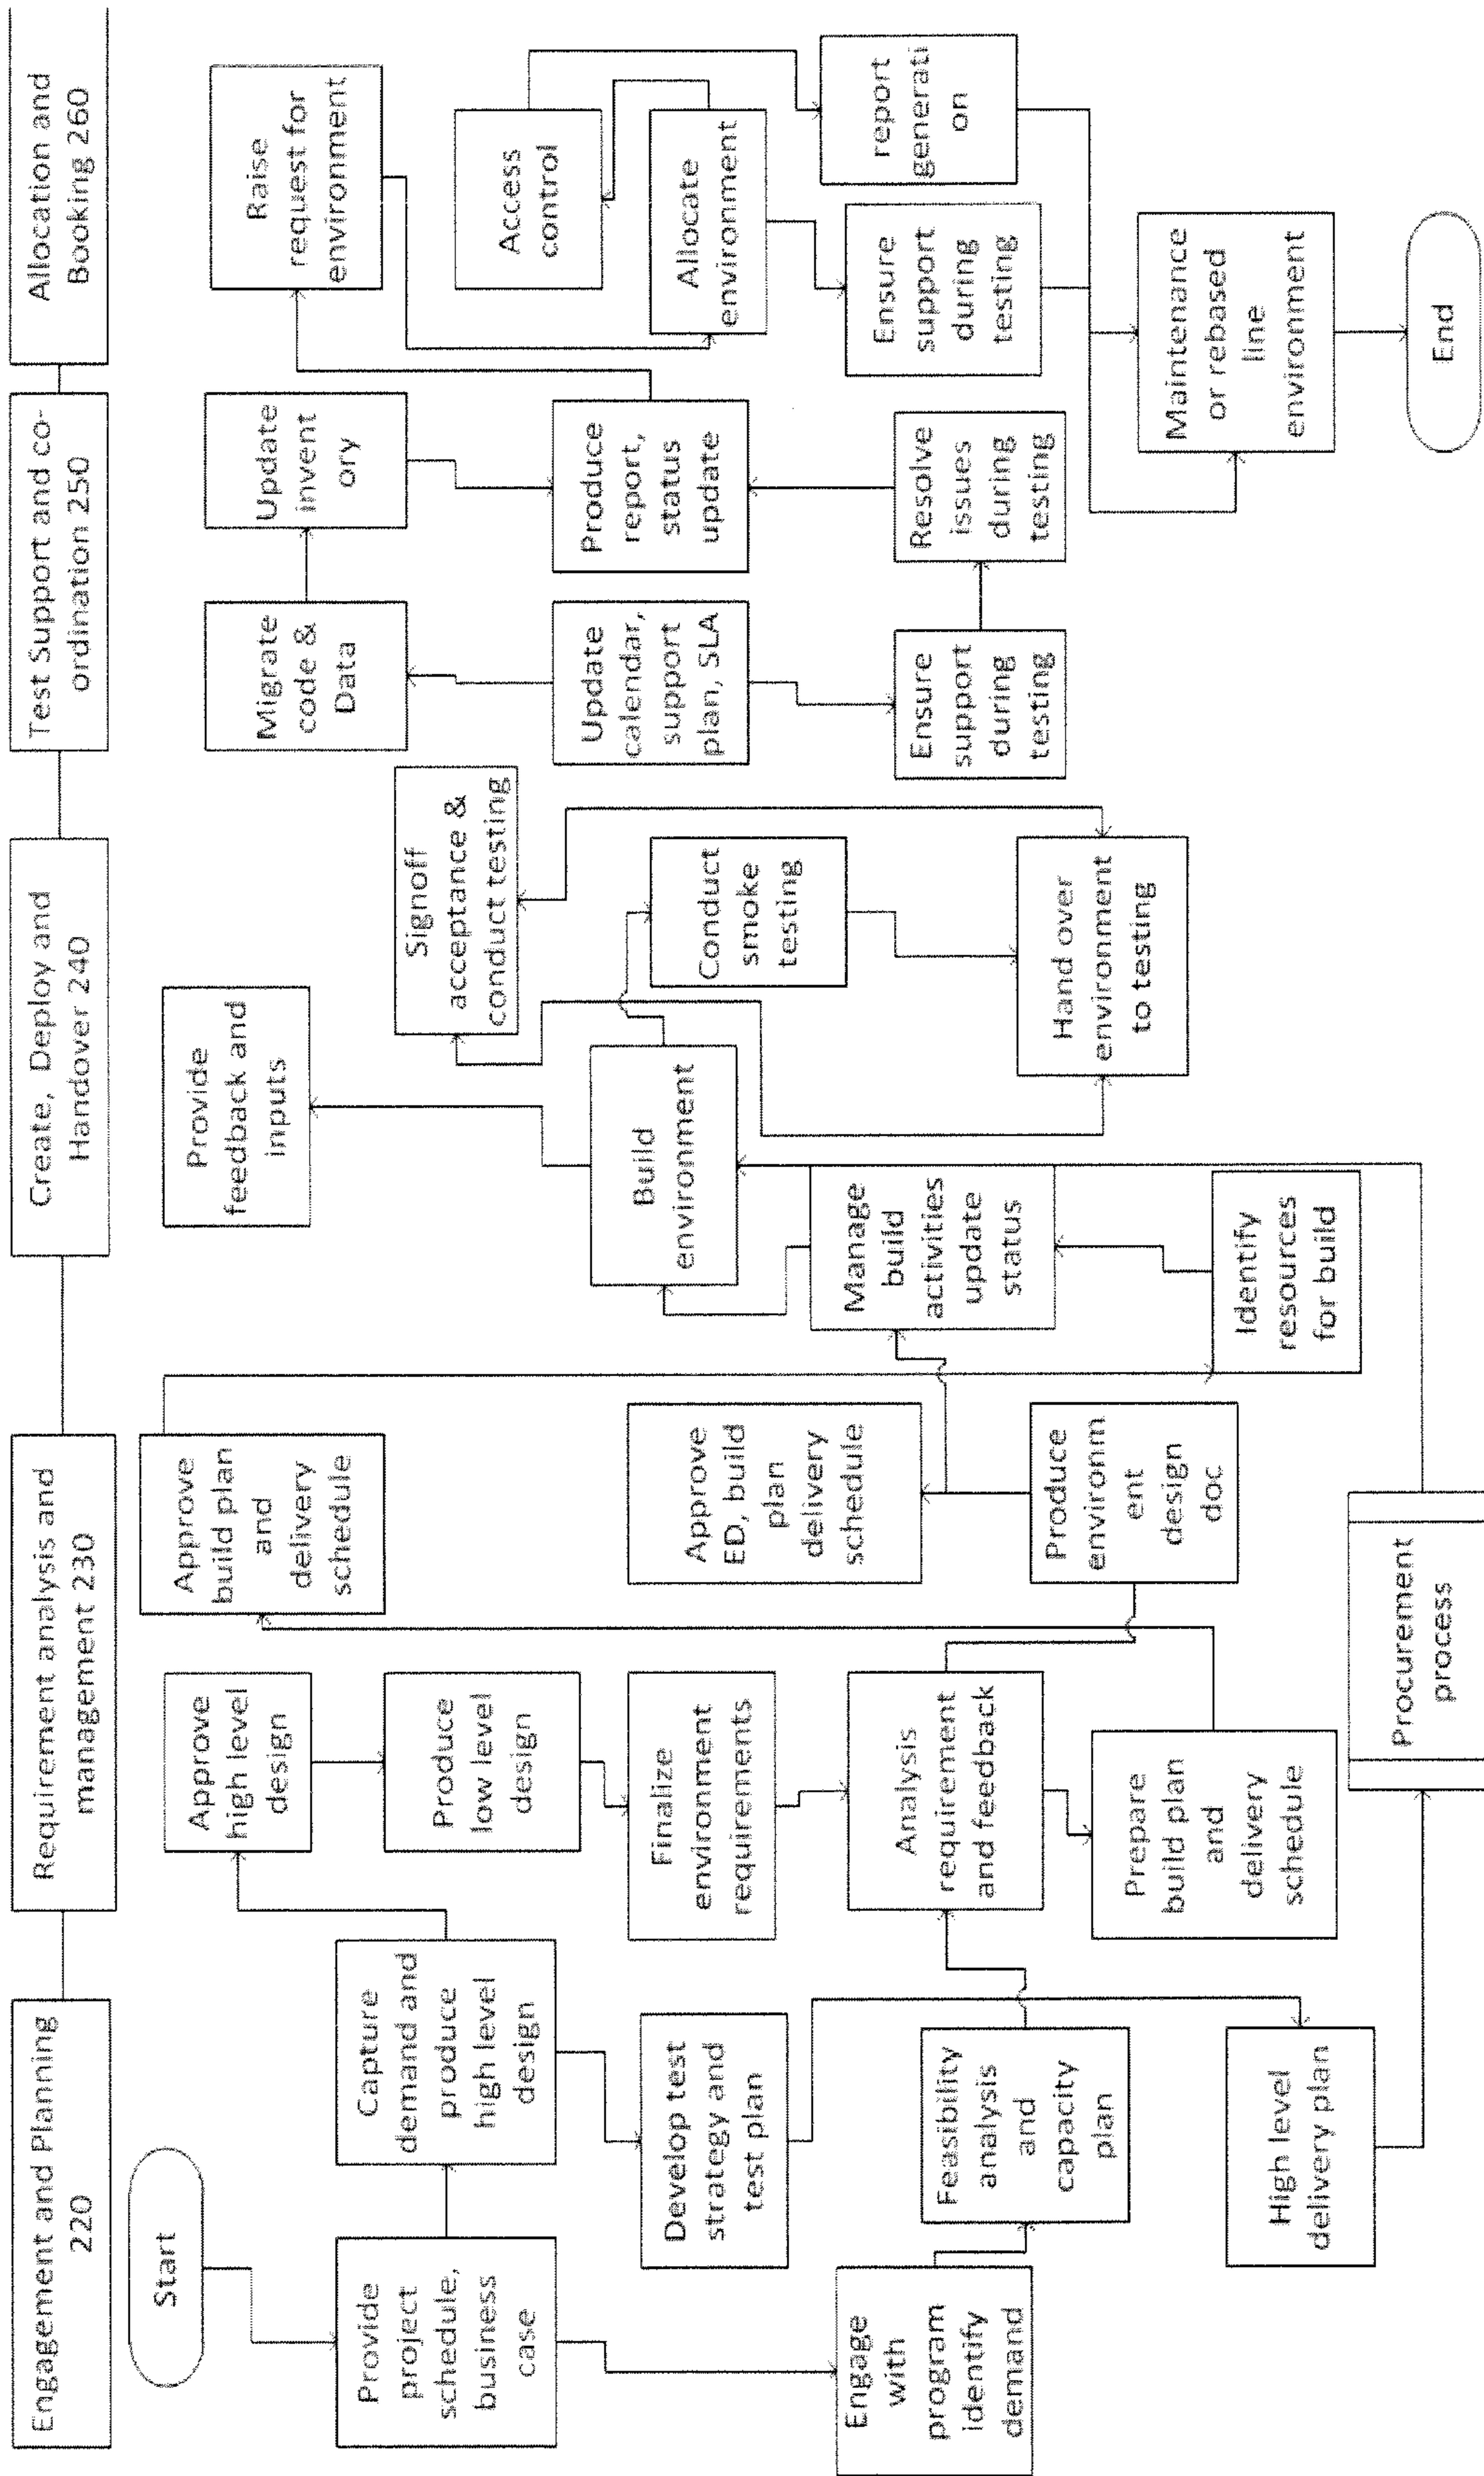 Engagement and Planning
220
Requirement analysis and
management 230
Create, Deploy and
Handover 240
Test Support and co-
ordination 250
Allocation and
Booking 260
Start
Provide
project
schedule,
business
case
Capture
demand and
produce
high level
design
Develop test
strategy and
test plan
Engage
with
program
identify
demand
Feasibility
analysis
and
capacity
plan
High level
delivery plan
Approve
high level
design
Produce
low level
design
Finalize
environment
requirements
Analysis
requirement
and feedback
Prepare
build plan
and
delivery
schedule
Procurement
process
Approve
build plan
and
delivery
schedule
Approve
ED, build
plan
delivery
schedule
Produce
environm
ent
design
doc
Provide
feedback and
inputs
Build
environment
Manage
build
activities
update
status
Identify
resources
for build
Signoff
acceptance &
conduct testing
Conduct
smoke
testing
Hand over
environment
to testing
Migrate
code &
Data
Update
calendar,
support
plan, SLA
Ensure
support
during
testing
Update
invent
ory
Produce
report,
status
update
Resolve
issues
during
testing
Raise
request for
environment
Access
control
Allocate
environment
Ensure
support
during
testing
report
generati
on
Maintenance
or rebased
line
environment
End